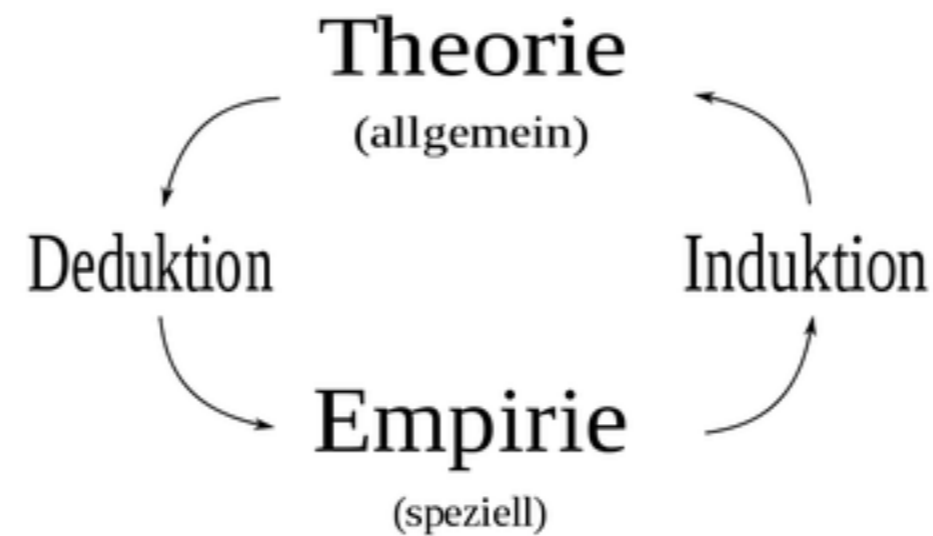 Theorie
(allgemein)
Deduktion
Induktion
Empirie
(speziell)